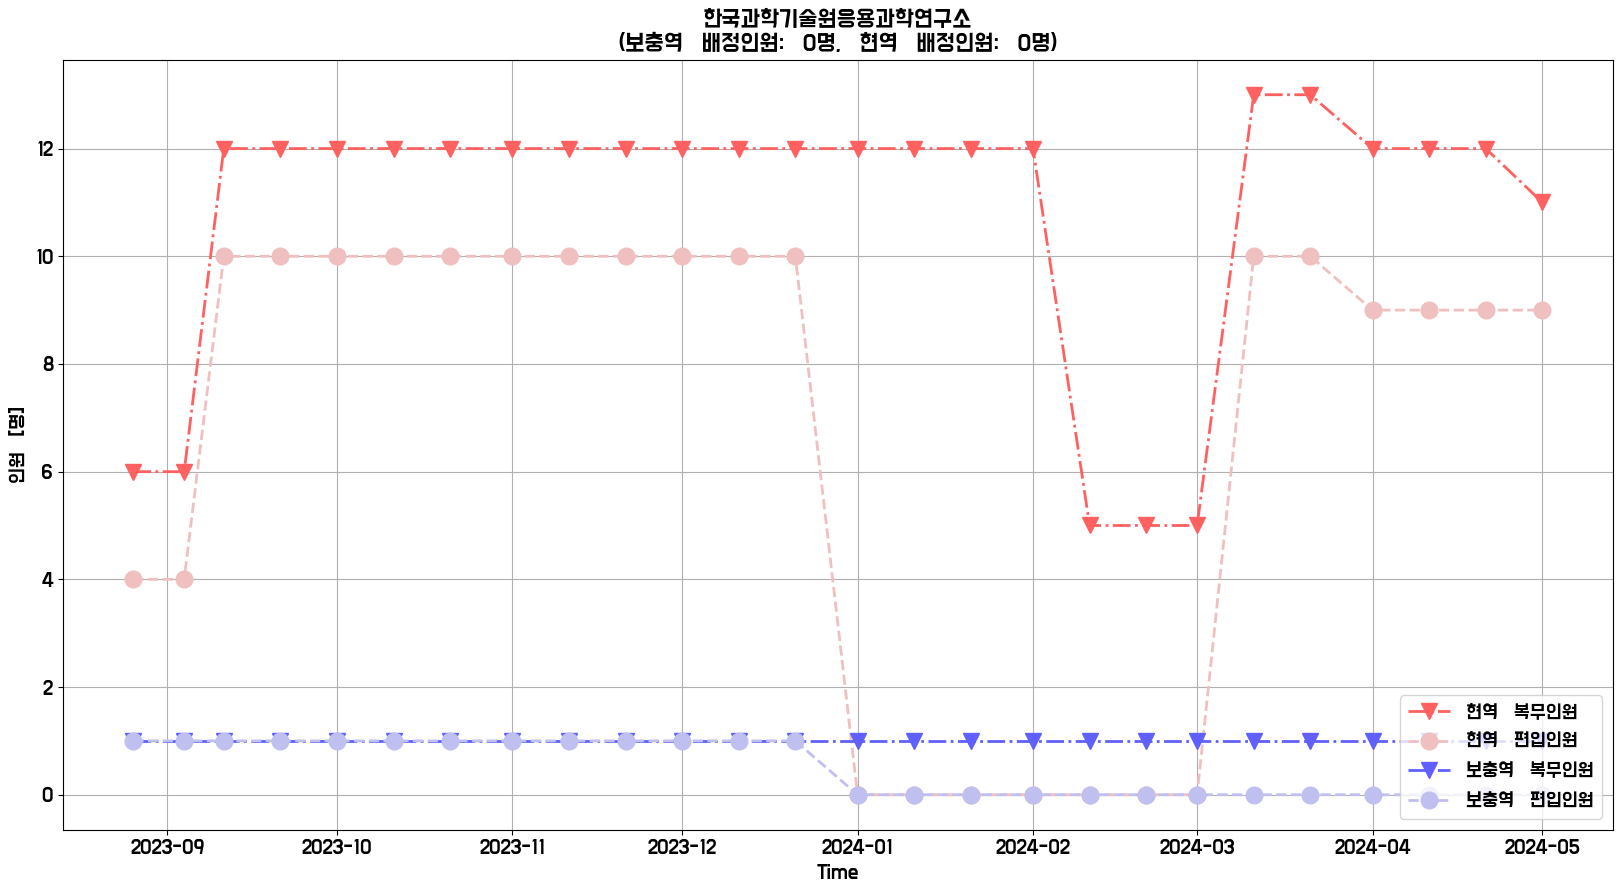 한국과학기술원응용과학연구소
(보충역 배정인원: 0명, 현역 배정인원: 0명)
12
10
8
6
4
2
0
인원 [명]
현역 복무인원
현역 편입인원
보충역 복무인원
보충역 편입인원
2023-09 2023-10 2023-11 2023-12 2024-01 2024-02 2024-03 2024-04 2024-05
Time